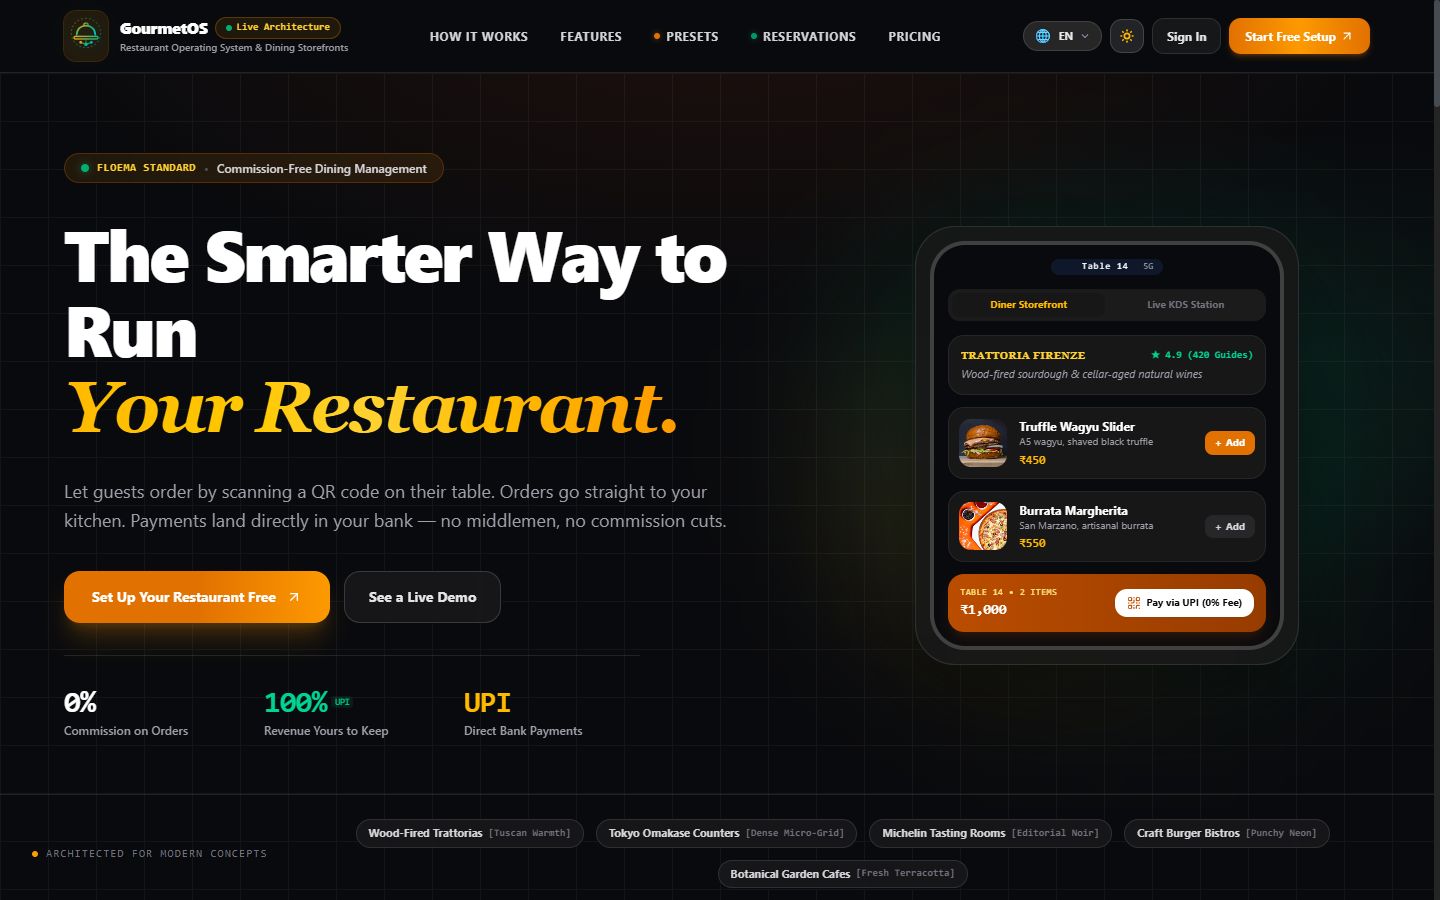 GourmetOS
Live Architecture
Restaurant Operating System & Dining Storefronts
HOW IT WORKS
FEATURES
PRESETS
RESERVATIONS
PRICING
EN
Sign In
Start Free Setup
FLOEMA STANDARD • Commission-Free Dining Management
The Smarter Way to
Run
Your Restaurant.
Let guests order by scanning a QR code on their table. Orders go straight to your
kitchen. Payments land directly in your bank — no middlemen, no commission cuts.
Set Up Your Restaurant Free
See a Live Demo
0%
Commission on Orders
100% UPI
Revenue Yours to Keep
UPI
Direct Bank Payments
Table 14 5G
Diner Storefront
Live KDS Station
TRATTORIA FIRENZE
★ 4.9 (420 Guides)
Wood-fired sourdough & cellar-aged natural wines
Truffle Wagyu Slider
A5 wagyu, shaved black truffle
₹450
+ Add
Burrata Margherita
San Marzano, artisanal burrata
₹550
+ Add
TABLE 14 • 2 ITEMS
₹1,000
Pay via UPI (0% Fee)
ARCHITECTED FOR MODERN CONCEPTS
Wood-Fired Trattorias [Tuscan Warmth]
Tokyo Omakase Counters [Dense Micro-Grid]
Michelin Tasting Rooms [Editorial Noir]
Craft Burger Bistros [Punchy Neon]
Botanical Garden Cafes [Fresh Terracotta]